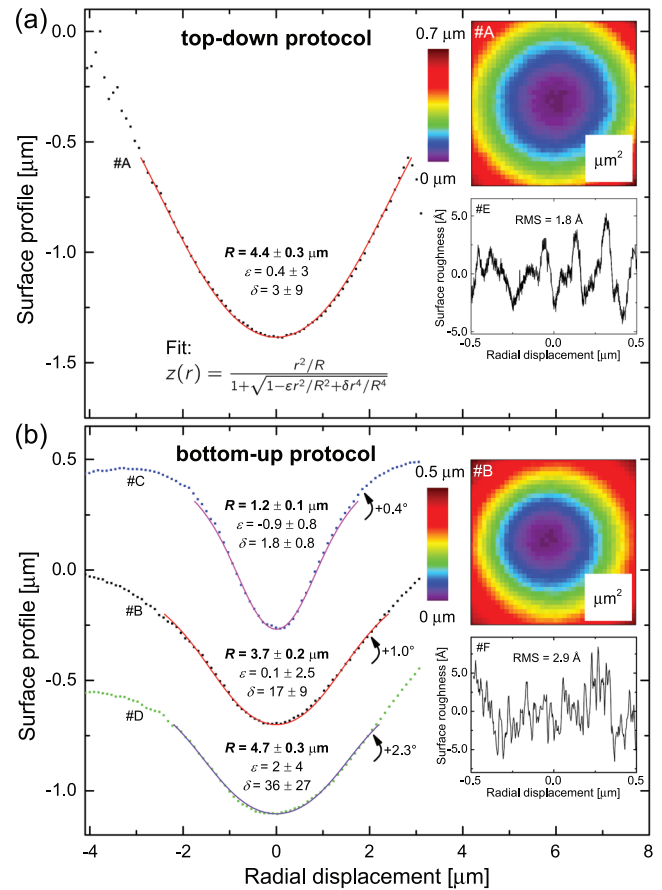 (a)
top-down protocol
0.0
-0.5
-1.0
-1.5
Surface profile [μm]
#A
R = 4.4 ± 0.3 μm
ε = 0.4 ± 3
δ = 3 ± 9
Fit:
z(r) = r²/R / 1+√1−εr²/R²+δr⁴/R⁴
0.7 μm
0 μm
#A
μm²
#E
RMS = 1.8 Å
Surface roughness [Å]
5.0
0.0
-5.0
-0.5 0.0 0.5
Radial displacement [μm]
(b)
bottom-up protocol
0.5
0.0
-0.5
-1.0
Surface profile [μm]
#C
R = 1.2 ± 0.1 μm
ε = -0.9 ± 0.8
δ = 1.8 ± 0.8
+0.4°
#B
R = 3.7 ± 0.2 μm
ε = 0.1 ± 2.5
δ = 17 ± 9
+1.0°
#D
R = 4.7 ± 0.3 μm
ε = 2 ± 4
δ = 36 ± 27
+2.3°
0.5 μm
0 μm
#B
μm²
#F
RMS = 2.9 Å
Surface roughness [Å]
5.0
0.0
-5.0
-0.5 0.0 0.5
Radial displacement [μm]
-4 -2 0 2 4 6 8
Radial displacement [μm]